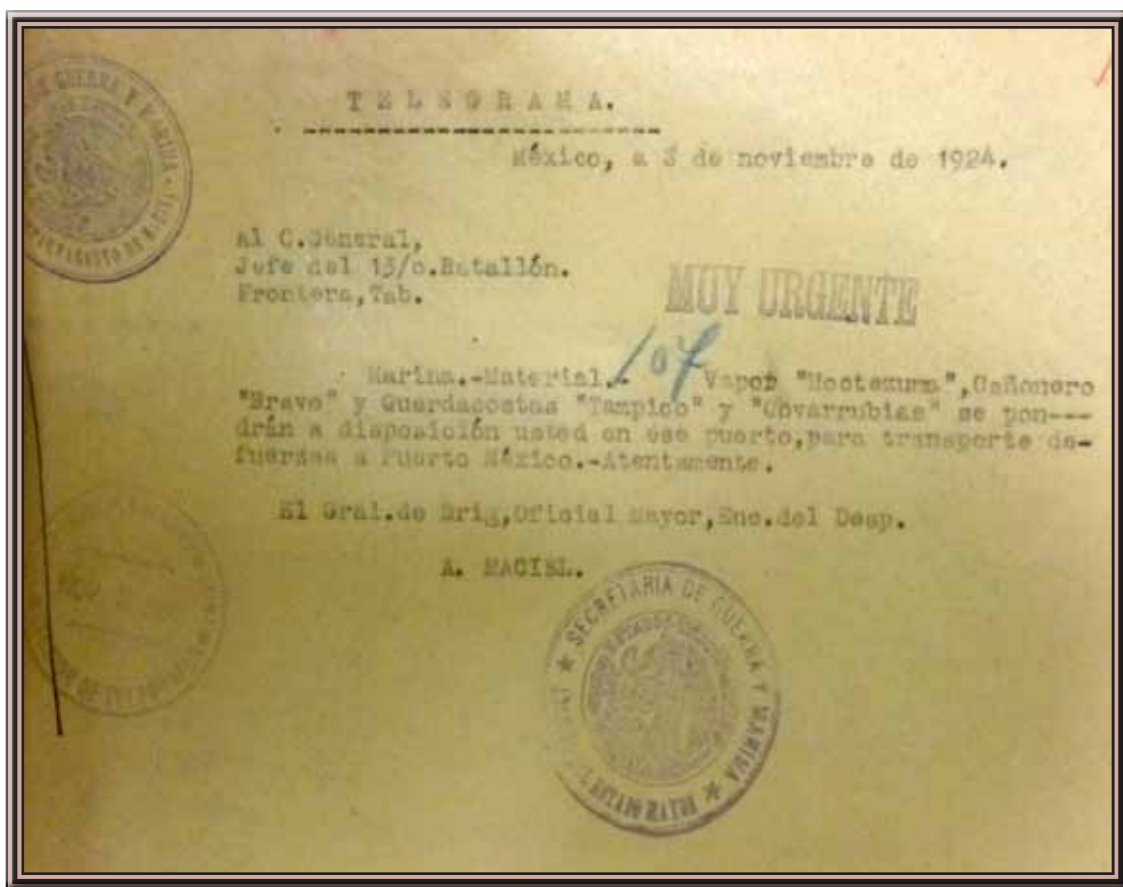 TELEGRAMA.
México, a 3 de noviembre de 1924.
Al C.General,
Jefe del 13/o.Batallón.
Frontera,Tab.
MUY URGENTE
Marina.-Material.- 107 Vapor "Moctezuma",Cañonero
"Bravo" y Guardacostas "Tampico" y "Covarrubias" se pon---
drán a disposición usted en ese puerto,para transporte de-
fuerzas a Puerto México.-Atentamente.
El Gral.de Brig,Oficial Mayor,Enc.del Desp.
A. MACIEL.
SECRETARIA DE GUERRA Y MARINA
GUERRA Y MARINA